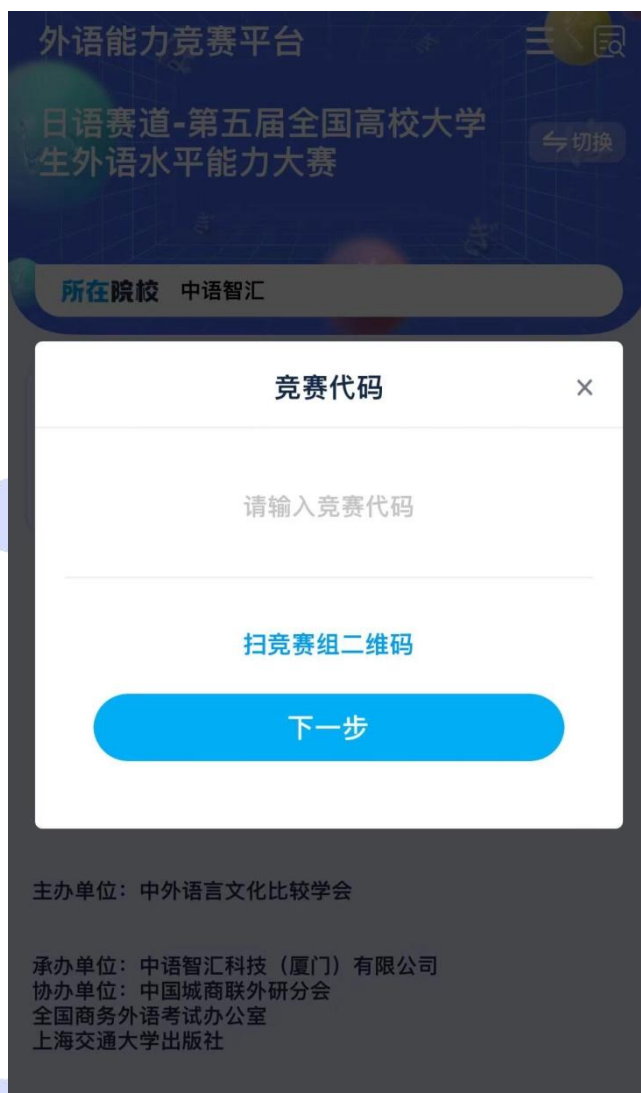 外语能力竞赛平台
日语赛道-第五届全国高校大学
生外语水平能力大赛
切换
所在院校 中语智汇
竞赛代码
请输入竞赛代码
扫竞赛组二维码
下一步
主办单位：中外语言文化比较学会
承办单位：中语智汇科技（厦门）有限公司
协办单位：中国城商联外研分会
全国商务外语考试办公室
上海交通大学出版社